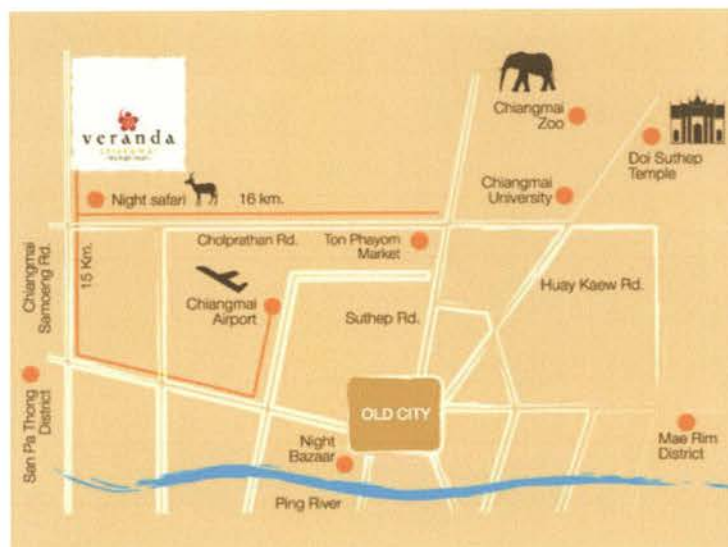 veranda
Chiangmai
Zoo
Doi Suthep
Temple
Chiangmai
University
Night safari
16 km.
Cholprathan Rd.
Ton Phayom
Market
Chiangmai
Samoeng Rd.
15 Km.
Chiangmai
Airport
Suthep Rd.
Huay Kaew Rd.
San Pa Thong
District
OLD CITY
Night
Bazaar
Mae Rim
District
Ping River